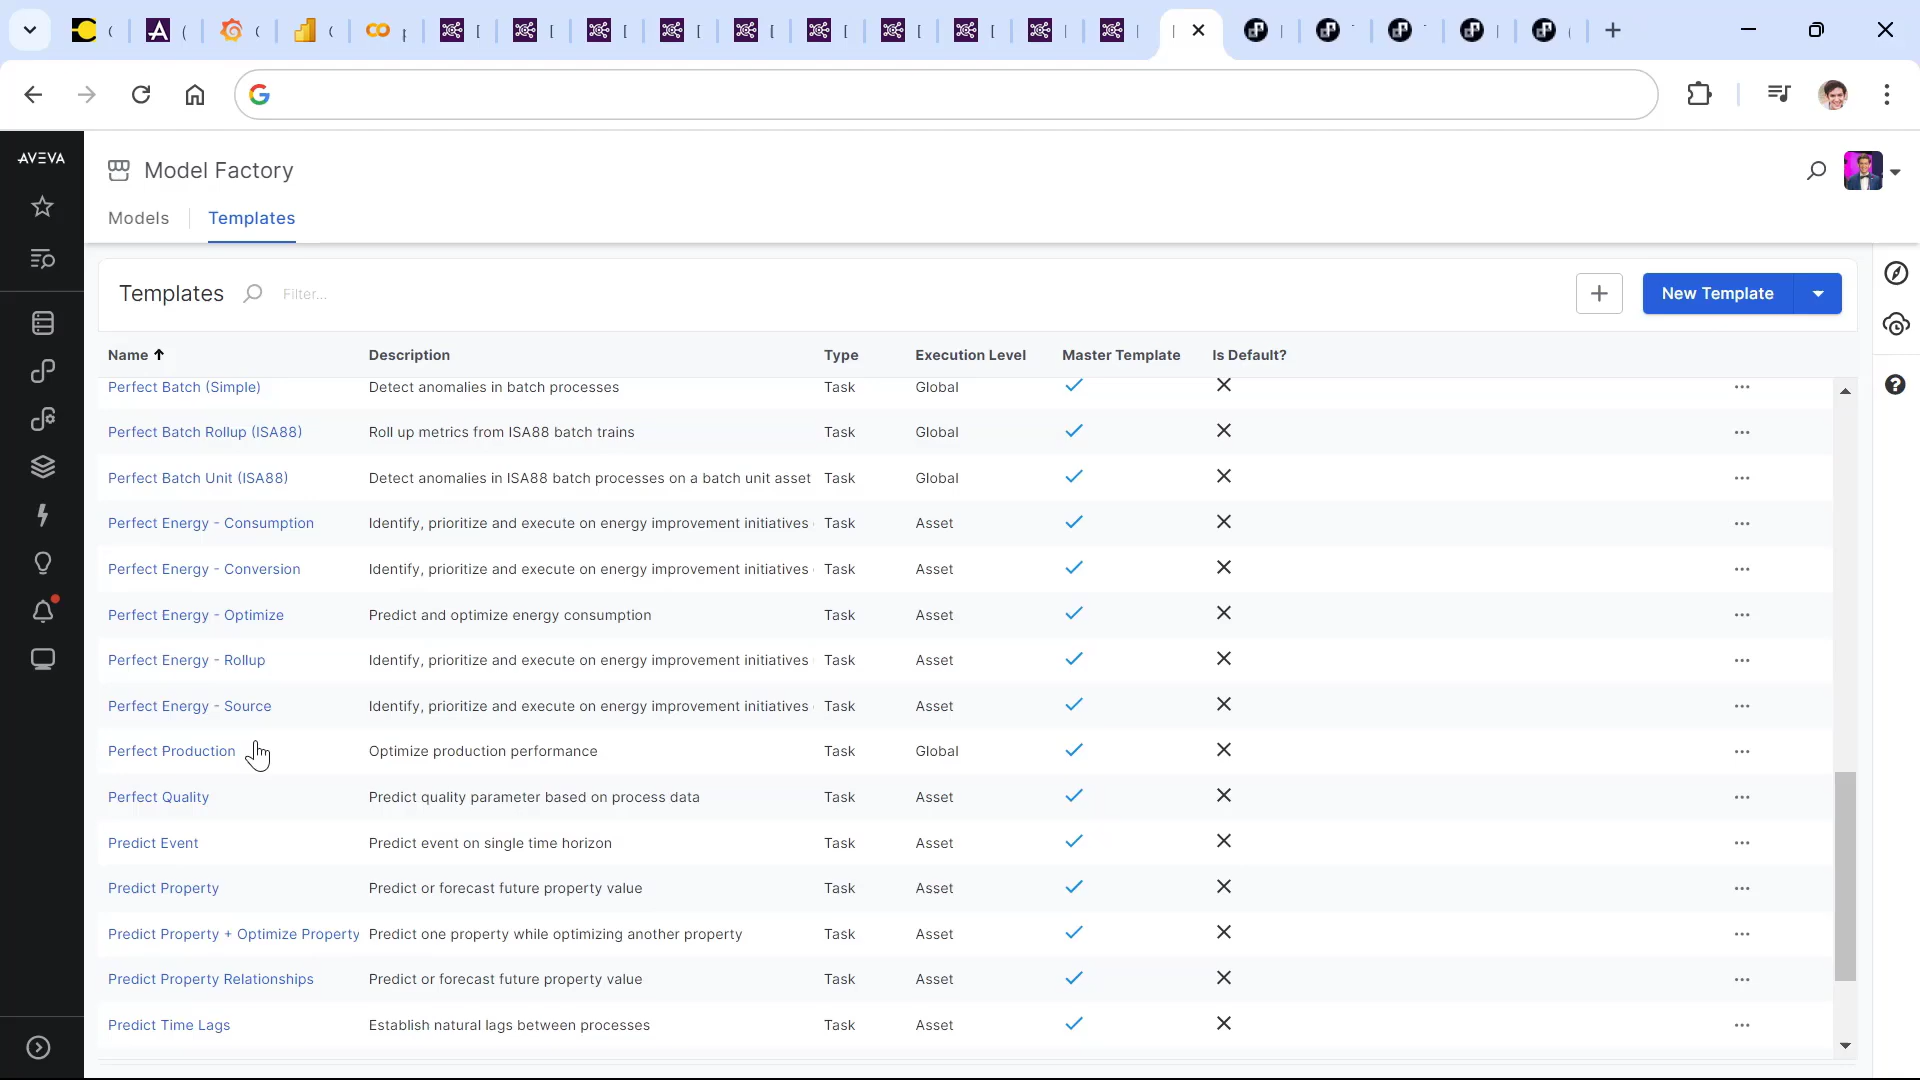 AVEVA
Model Factory
Models
Templates
Templates
Filter...
New Template
Name
Description
Type
Execution Level
Master Template
Is Default?
Perfect Batch (Simple) Detect anomalies in batch processes Task Global
Perfect Batch Rollup (ISA88) Roll up metrics from ISA88 batch trains Task Global
Perfect Batch Unit (ISA88) Detect anomalies in ISA88 batch processes on a batch unit asset Task Global
Perfect Energy - Consumption Identify, prioritize and execute on energy improvement initiatives Task Asset
Perfect Energy - Conversion Identify, prioritize and execute on energy improvement initiatives Task Asset
Perfect Energy - Optimize Predict and optimize energy consumption Task Asset
Perfect Energy - Rollup Identify, prioritize and execute on energy improvement initiatives Task Asset
Perfect Energy - Source Identify, prioritize and execute on energy improvement initiatives Task Asset
Perfect Production Optimize production performance Task Global
Perfect Quality Predict quality parameter based on process data Task Asset
Predict Event Predict event on single time horizon Task Asset
Predict Property Predict or forecast future property value Task Asset
Predict Property + Optimize Property Predict one property while optimizing another property Task Asset
Predict Property Relationships Predict or forecast future property value Task Asset
Predict Time Lags Establish natural lags between processes Task Asset